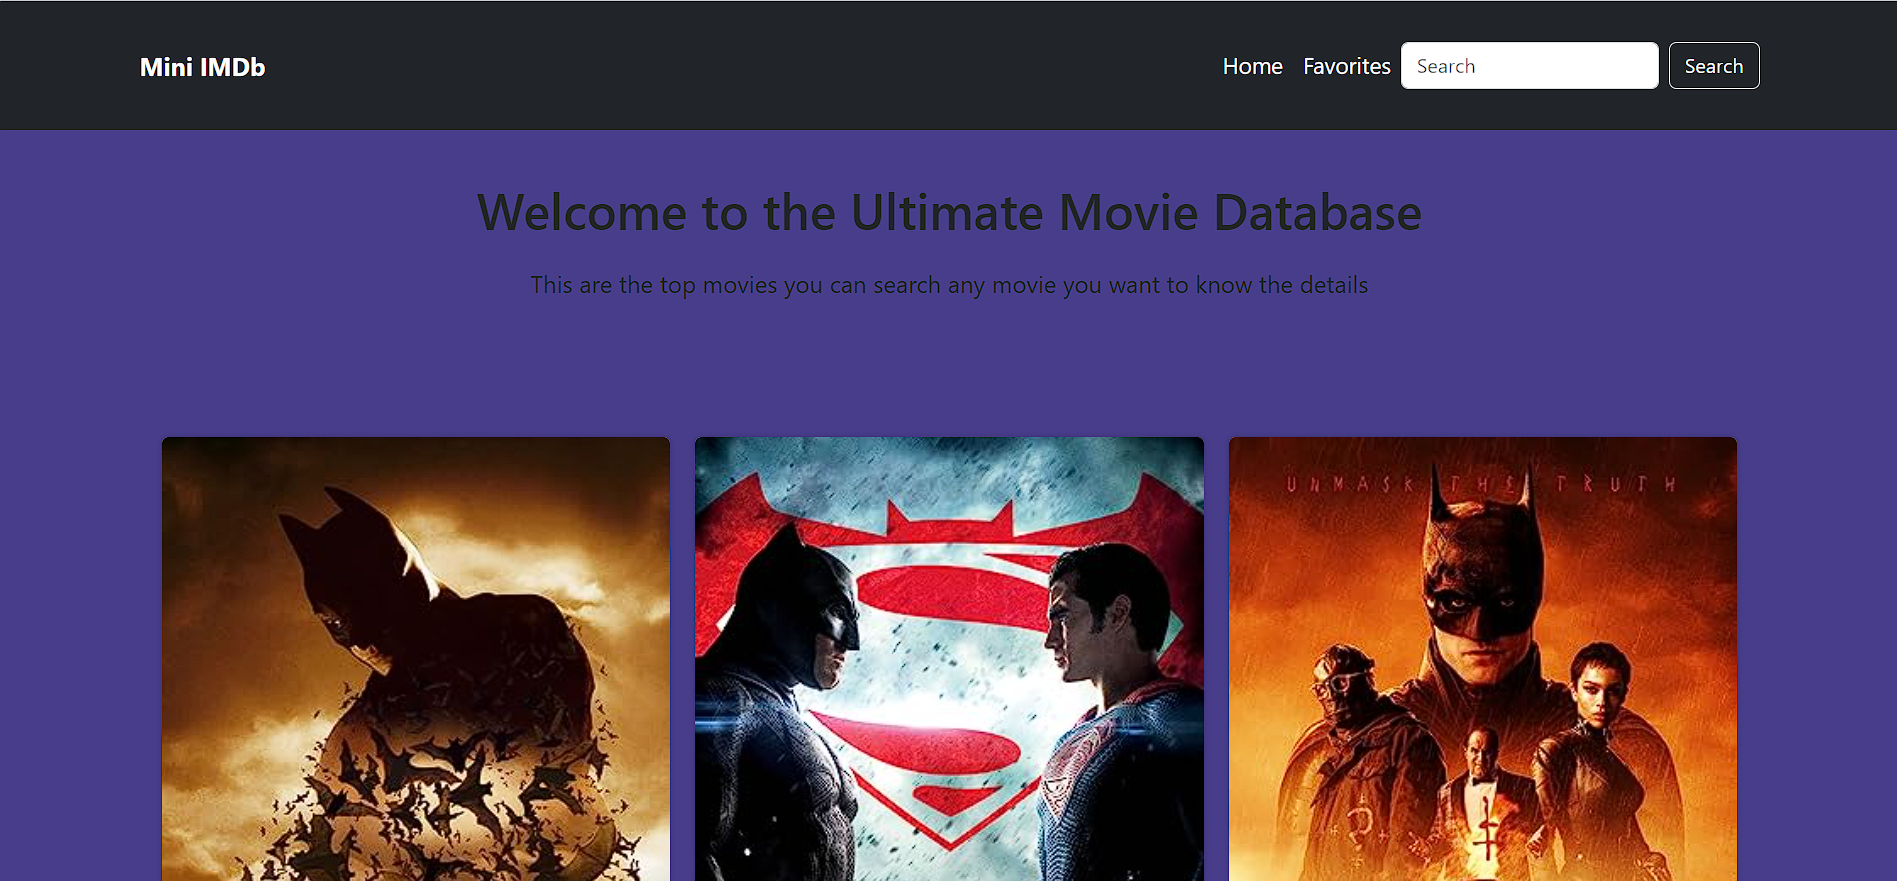 Mini IMDb
Home Favorites Search Search
Welcome to the Ultimate Movie Database
This are the top movies you can search any movie you want to know the details
UNMASK THE TRUTH